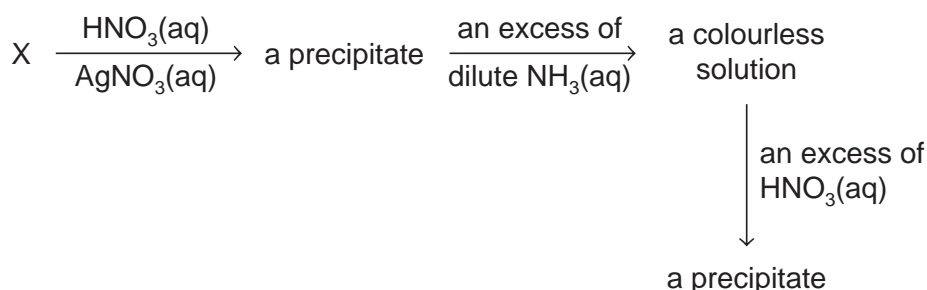 X
HNO₃(aq)
AgNO₃(aq)
a precipitate
an excess of
dilute NH₃(aq)
a colourless
solution
an excess of
HNO₃(aq)
a precipitate